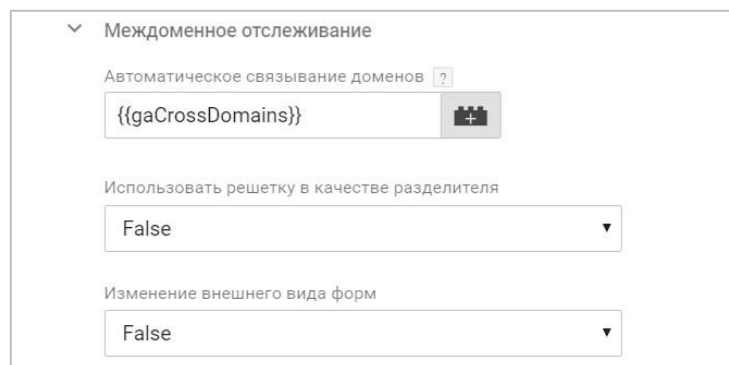 Междоменное отслеживание
Автоматическое связывание доменов ?
{{gaCrossDomains}}
Использовать решетку в качестве разделителя
False
Изменение внешнего вида форм
False